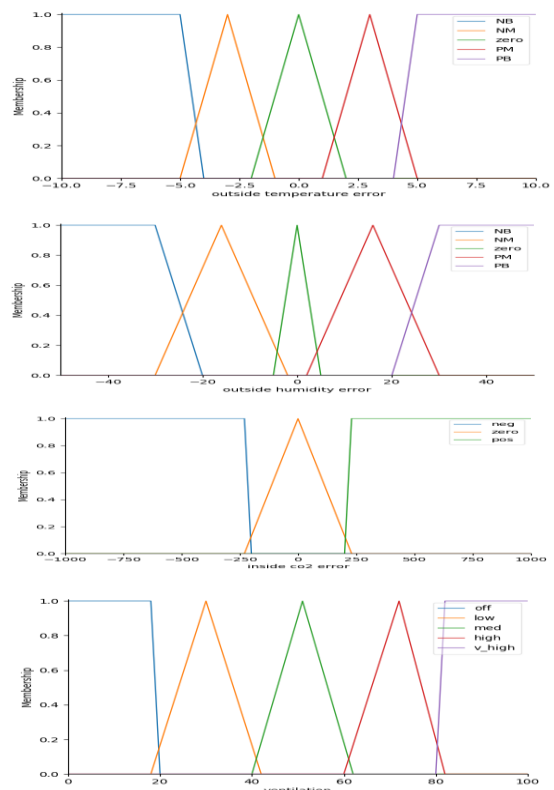 1.0
0.8
0.6
0.4
0.2
0.0
Membership
NB
NM
zero
PM
PB
−10.0 −7.5 −5.0 −2.5 0.0 2.5 5.0 7.5 10.0
outside temperature error
1.0
0.8
0.6
0.4
0.2
0.0
Membership
NB
NM
zero
PM
PB
−40 −20 0 20 40
outside humidity error
1.0
0.8
0.6
0.4
0.2
0.0
Membership
neg
zero
pos
−1000 −750 −500 −250 0 250 500 750 1000
inside co2 error
1.0
0.8
0.6
0.4
0.2
0.0
Membership
off
low
med
high
v_high
0 20 40 60 80 100
ventilation